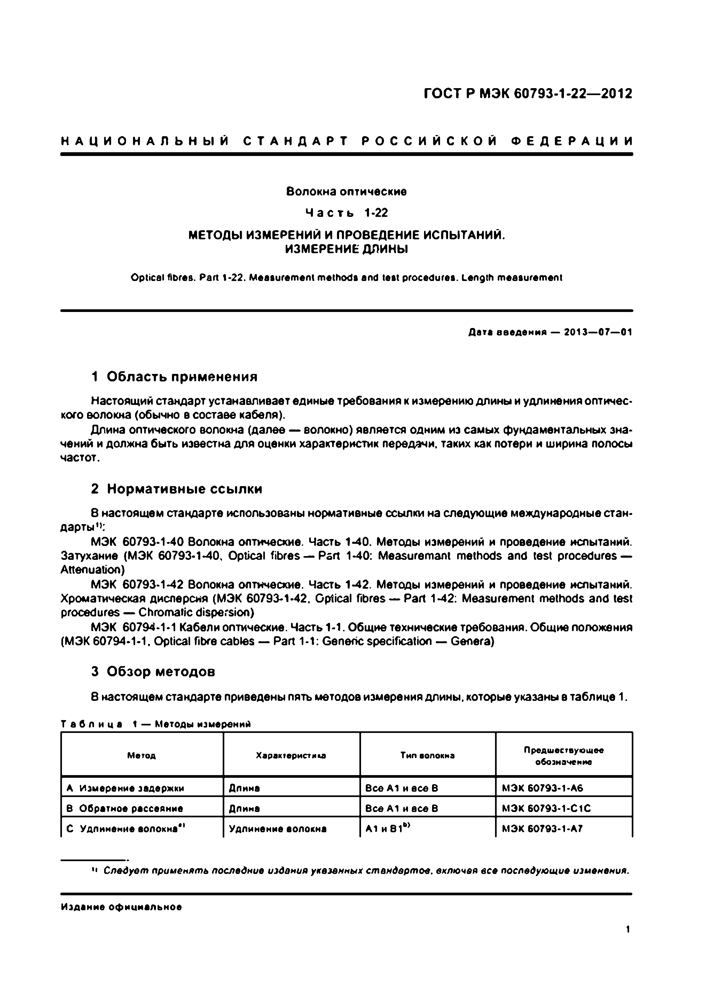 ГОСТ Р МЭК 60793-1-22—2012
НАЦИОНАЛЬНЫЙ СТАНДАРТ РОССИЙСКОЙ ФЕДЕРАЦИИ
Волокна оптические
Часть 1-22
МЕТОДЫ ИЗМЕРЕНИЙ И ПРОВЕДЕНИЕ ИСПЫТАНИЙ.
ИЗМЕРЕНИЕ ДЛИНЫ
Optical fibres. Part 1-22. Measurement methods and test procedures. Length measurement
Дата введения — 2013—07—01
1 Область применения
Настоящий стандарт устанавливает единые требования к измерению длины и удлинения оптичес-
кого волокна (обычно в составе кабеля).
Длина оптического волокна (далее — волокно) является одним из самых фундаментальных зна-
чений и должна быть известна для оценки характеристик передачи, таких как потери и ширина полосы
частот.
2 Нормативные ссылки
В настоящем стандарте использованы нормативные ссылки на следующие международные стан-
дарты¹⁾:
МЭК 60793-1-40 Волокна оптические. Часть 1-40. Методы измерений и проведение испытаний.
Затухание (МЭК 60793-1-40, Optical fibres — Part 1-40: Measuremant methods and test procedures —
Attenuation)
МЭК 60793-1-42 Волокна оптические. Часть 1-42. Методы измерений и проведение испытаний.
Хроматическая дисперсия (МЭК 60793-1-42, Optical fibres — Part 1-42: Measurement methods and test
procedures — Chromatic dispersion)
МЭК 60794-1-1 Кабели оптические. Часть 1-1. Общие технические требования. Общие положения
(МЭК 60794-1-1, Optical fibre cables — Part 1-1: Generic specification — Genera)
3 Обзор методов
В настоящем стандарте приведены пять методов измерения длины, которые указаны в таблице 1.
Таблица 1 — Методы измерений
Метод Характеристика Тип волокна Предшествующее
обозначение
А Измерение задержки Длина Все А1 и все В МЭК 60793-1-А6
В Обратное рассеяние Длина Все А1 и все В МЭК 60793-1-С1С
С Удлинение волокнаᵃ⁾ Удлинение волокна А1 и В1ᵇ⁾ МЭК 60793-1-А7
¹⁾ Следует применять последние издания указанных стандартов, включая все последующие изменения.
Издание официальное
1